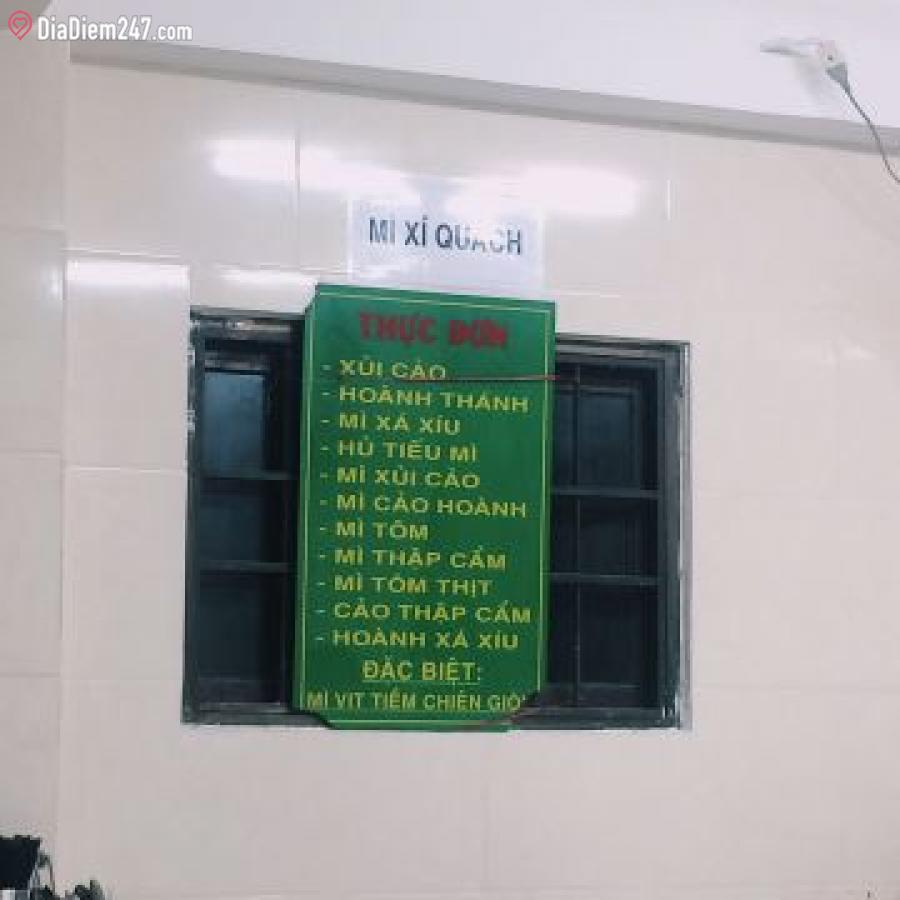 DiaDiem247.com
MÌ XÍ QUÁCH
THỰC ĐƠN
- XỦI CẢO
- HOÀNH THÁNH
- MÌ XÁ XÍU
- HỦ TIẾU MÌ
- MÌ XỦI CẢO
- MÌ CẢO HOÀNH
- MÌ TÔM
- MÌ THẬP CẨM
- MÌ TÔM THỊT
- CẢO THẬP CẨM
- HOÀNH XÁ XÍU
ĐẶC BIỆT:
MÌ VỊT TIỀM CHIÊN